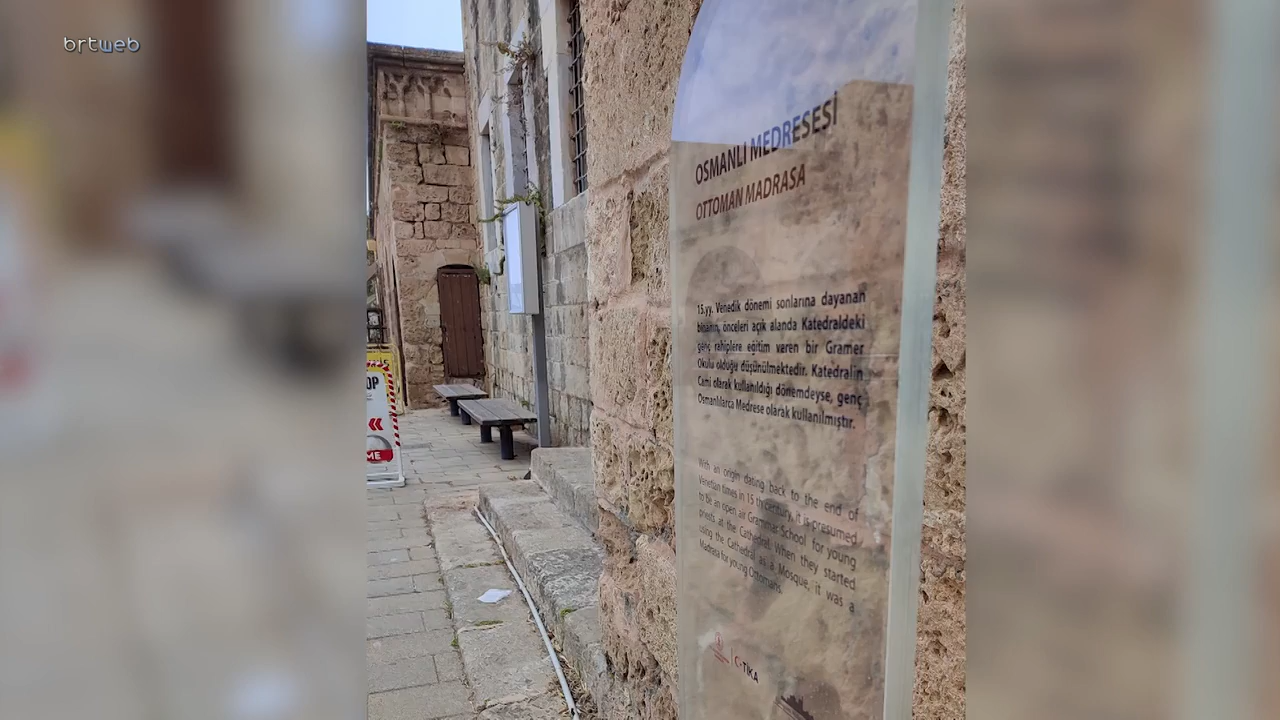 brtweb
OSMANLI MEDRESESİ
OTTOMAN MADRASA
15.yy. Venedik dönemi sonlarına dayanan
binanın, önceleri açık alanda Katedraldeki
genç rahiplere eğitim veren bir Gramer
Okulu olduğu düşünülmektedir. Katedralin
Cami olarak kullanıldığı dönemdeyse, genç
Osmanlılarca Medrese olarak kullanılmıştır.
With an origin dating back to the end of
Venetian times in 15 th century, it is presumed
to be an open air Grammar School for young
priests at the Cathedral. When they started
using the Cathedral as a Mosque, it was a
Madrasa for young Ottomans.
TİKA
OP
ME